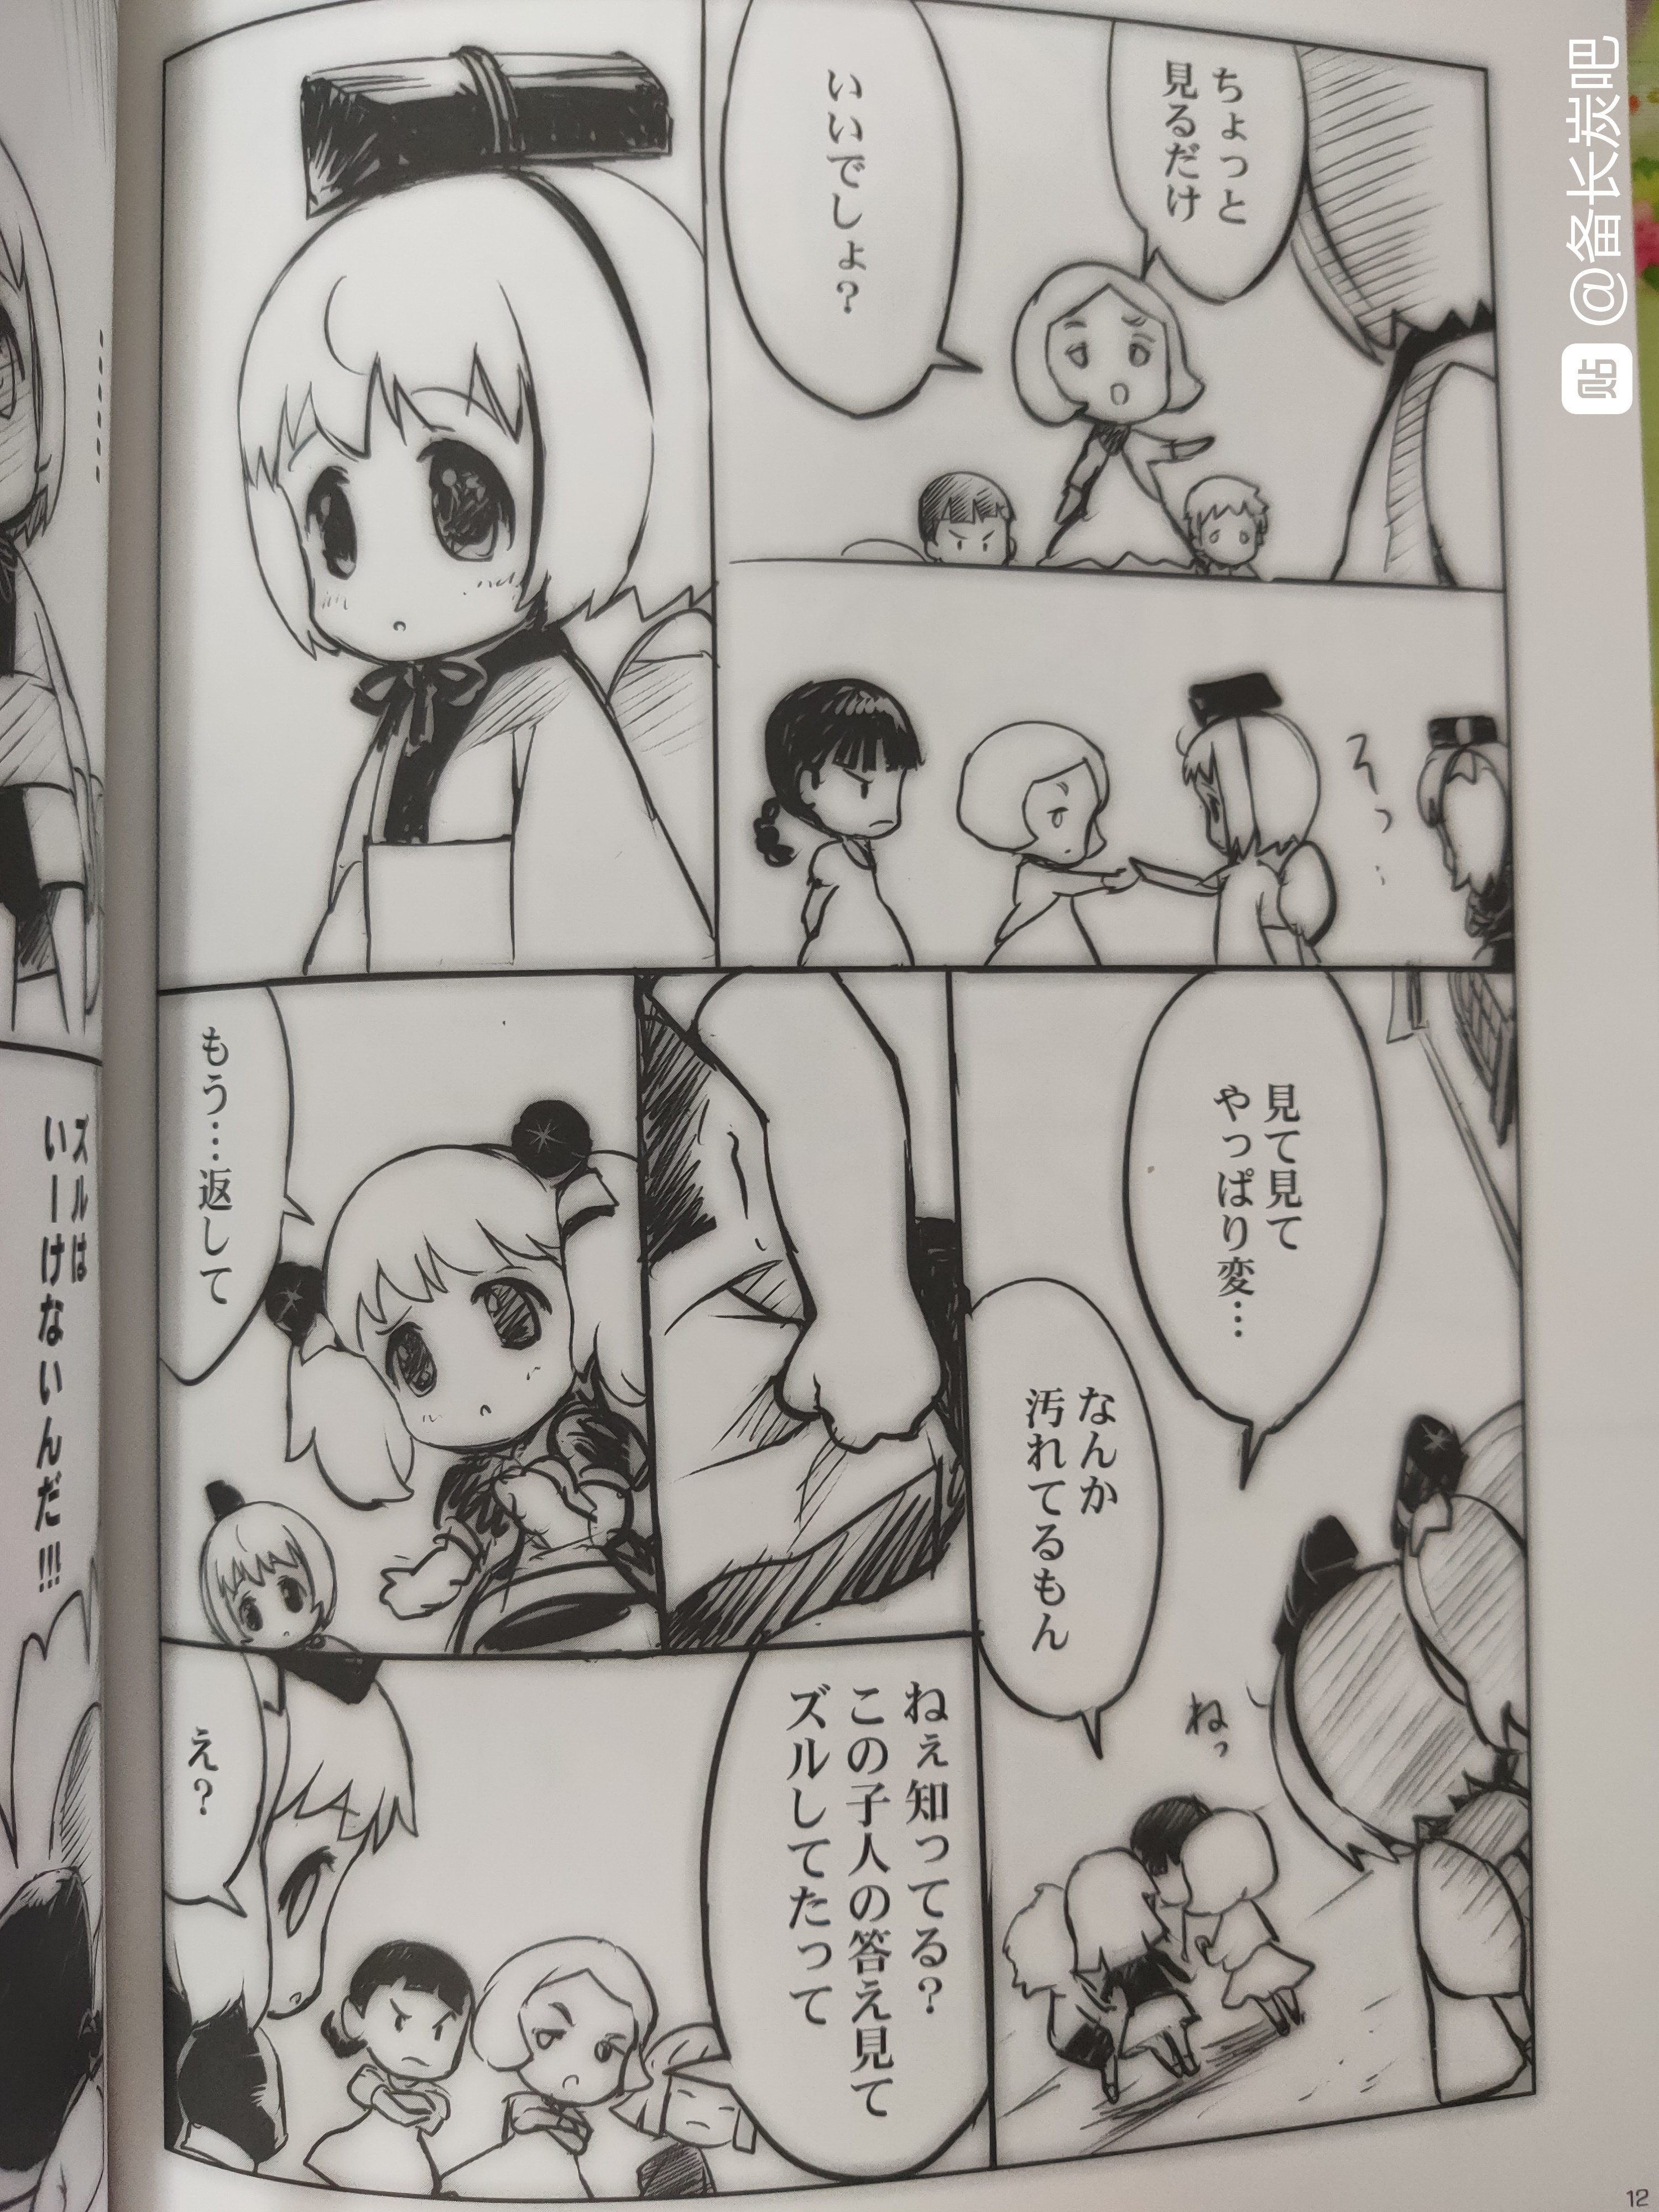 ちょっと
見るだけ
いいでしょ?
そっ…
見て見て
やっぱり変…
なんか
汚れてるもん
ねっ
もう…返して
ねぇ知ってる?
この子人の答え見て
ズルしてたって
え?
………
ズルは
いーけないんだ!!!
12
贴 @备长炭吧